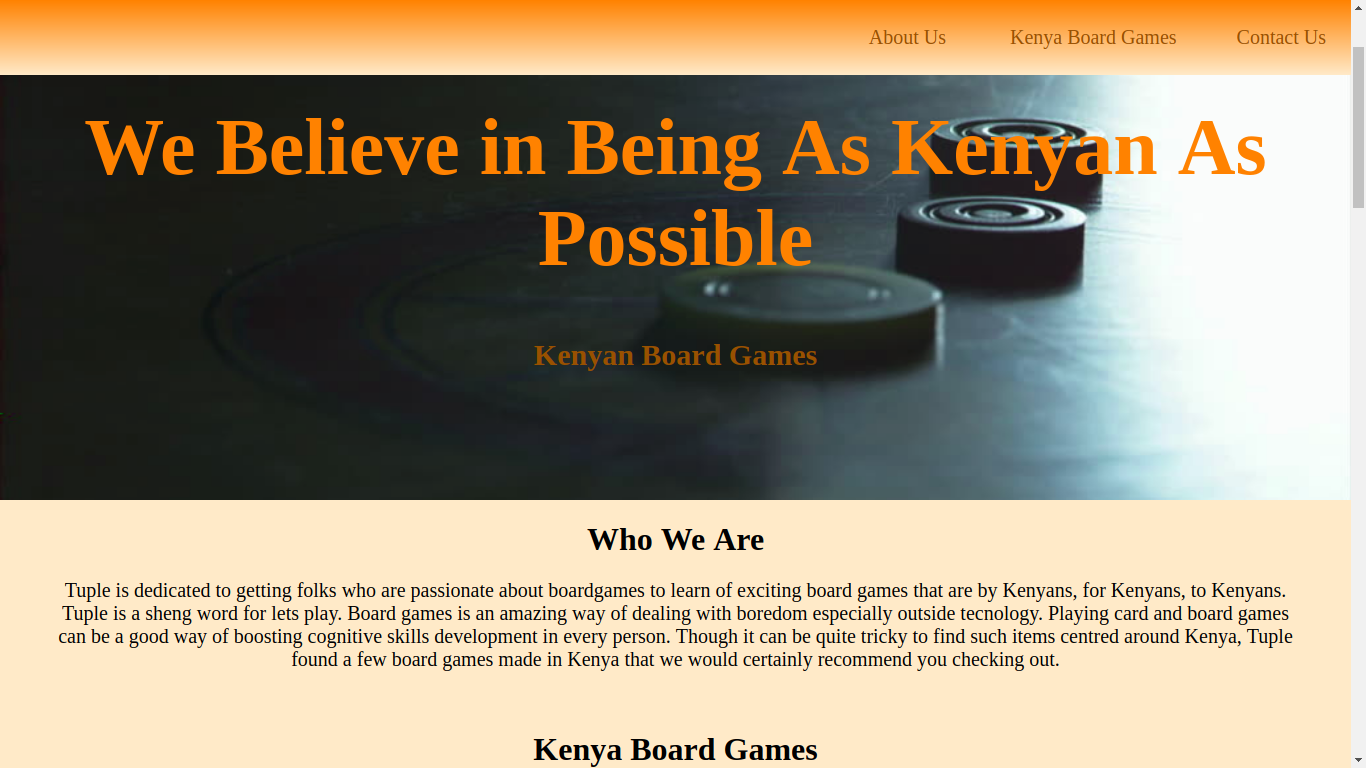 About Us Kenya Board Games Contact Us
We Believe in Being As Kenyan As
Possible
Kenyan Board Games
Who We Are
Tuple is dedicated to getting folks who are passionate about boardgames to learn of exciting board games that are by Kenyans, for Kenyans, to Kenyans.
Tuple is a sheng word for lets play. Board games is an amazing way of dealing with boredom especially outside tecnology. Playing card and board games
can be a good way of boosting cognitive skills development in every person. Though it can be quite tricky to find such items centred around Kenya, Tuple
found a few board games made in Kenya that we would certainly recommend you checking out.
Kenya Board Games